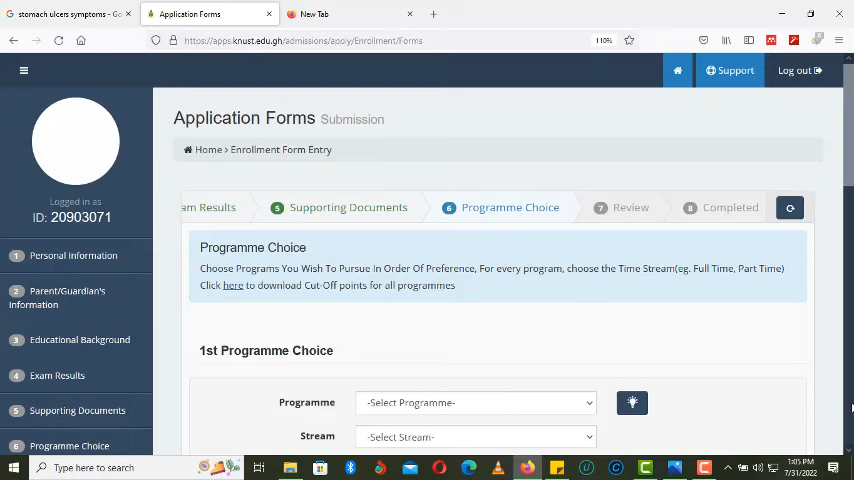 stomach ulcers symptoms - Go
Application Forms
New Tab
https://apps.knust.edu.gh/admissions/apply/Enrollment/Forms
110%
Support
Log out
Application Forms Submission
Home > Enrollment Form Entry
Logged in as
ID: 20903071
1 Personal Information
2 Parent/Guardian's
Information
3 Educational Background
4 Exam Results
5 Supporting Documents
6 Programme Choice
am Results
5 Supporting Documents
6 Programme Choice
7 Review
8 Completed
Programme Choice
Choose Programs You Wish To Pursue In Order Of Preference, For every program, choose the Time Stream(eg. Full Time, Part Time)
Click here to download Cut-Off points for all programmes
1st Programme Choice
Programme
-Select Programme-
Stream
-Select Stream-
Type here to search
1:05 PM
7/31/2022